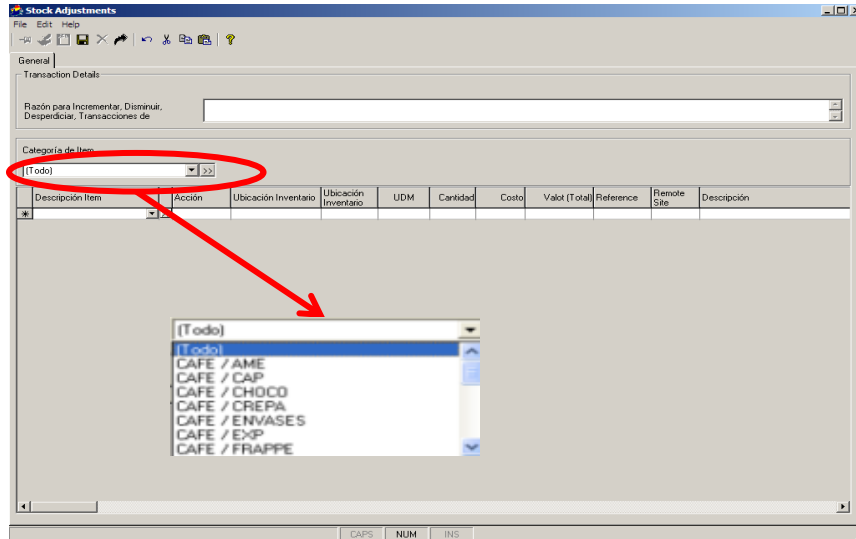 Stock Adjustments
File Edit Help
General
Transaction Details
Razón para Incrementar, Disminuir,
Desperdiciar, Transacciones de
Categoría de Item
(Todo) >>
Descripción Item Acción Ubicación Inventario Ubicación Inventario UDM Cantidad Costo Valot (Total) Reference Remote Site Descripción
(Todo)
(Todo)
CAFE / AME
CAFE / CAP
CAFE / CHOCO
CAFE / CREPA
CAFE / ENVASES
CAFE / EXP
CAFE / FRAPPE
CAPS NUM INS